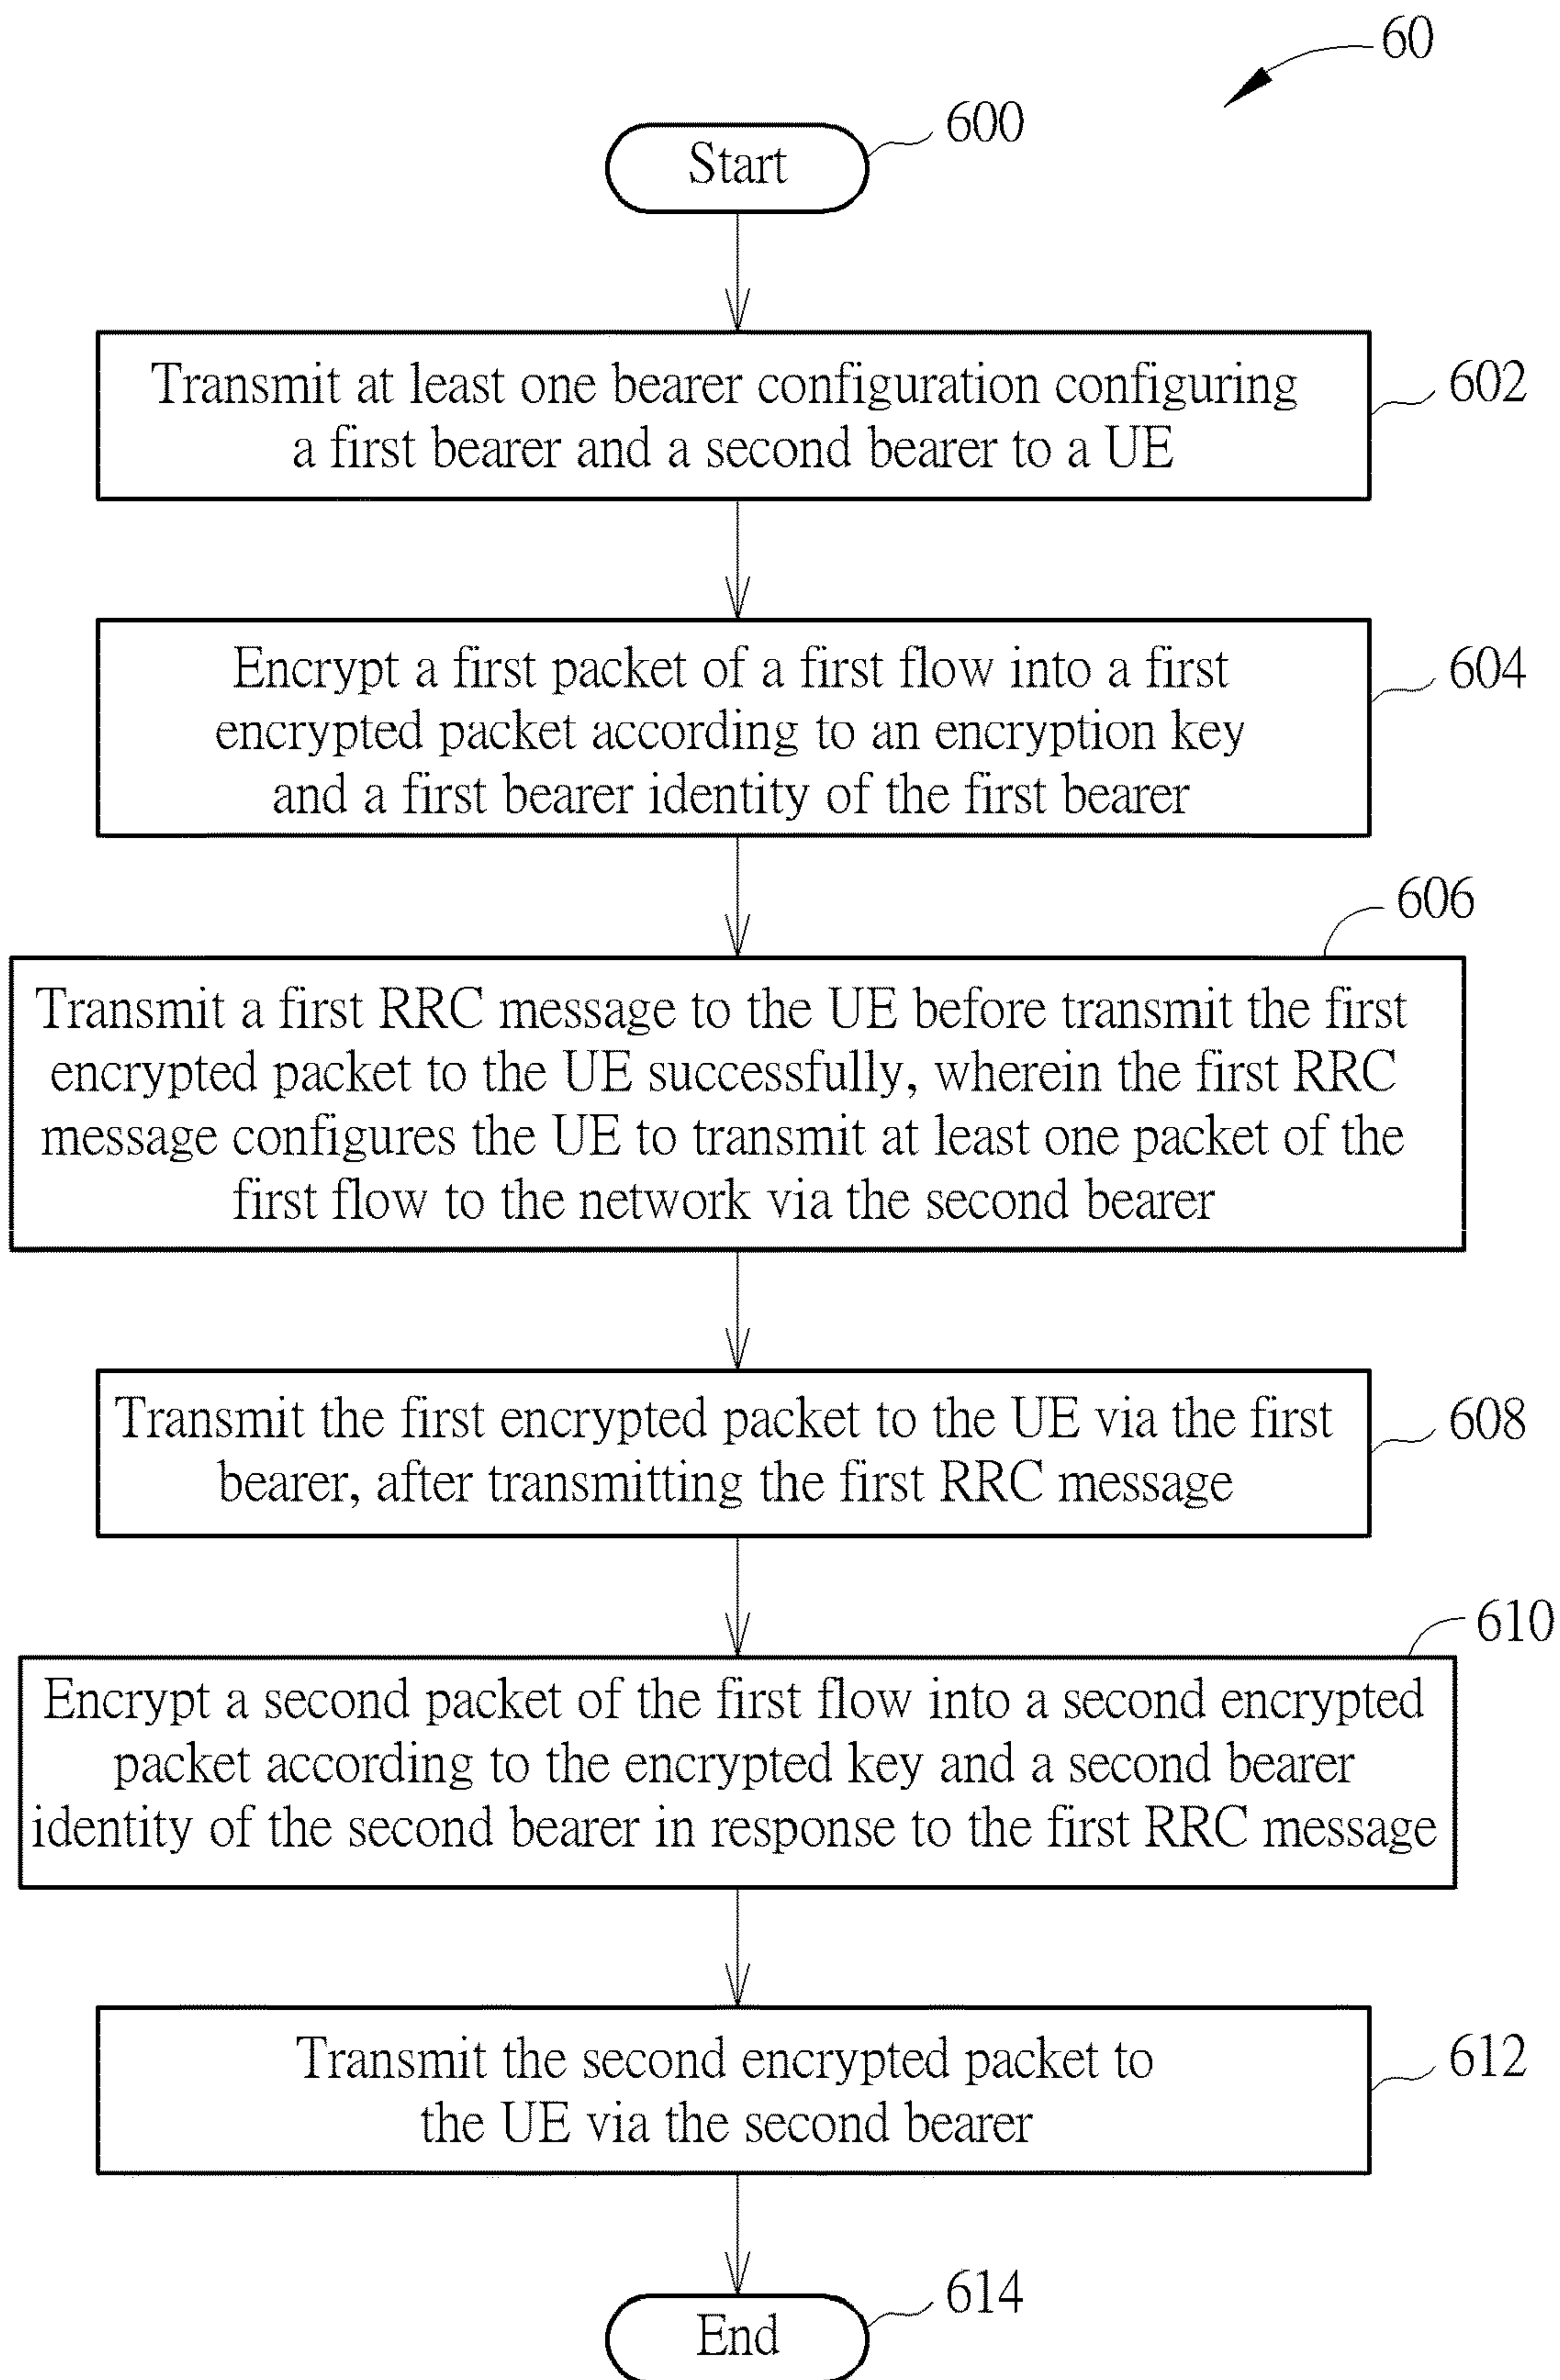 60
Start
600
Transmit at least one bearer configuration configuring
a first bearer and a second bearer to a UE
602
Encrypt a first packet of a first flow into a first
encrypted packet according to an encryption key
and a first bearer identity of the first bearer
604
606
Transmit a first RRC message to the UE before transmit the first
encrypted packet to the UE successfully, wherein the first RRC
message configures the UE to transmit at least one packet of the
first flow to the network via the second bearer
Transmit the first encrypted packet to the UE via the first
bearer, after transmitting the first RRC message
608
610
Encrypt a second packet of the first flow into a second encrypted
packet according to the encrypted key and a second bearer
identity of the second bearer in response to the first RRC message
Transmit the second encrypted packet to
the UE via the second bearer
612
End
614